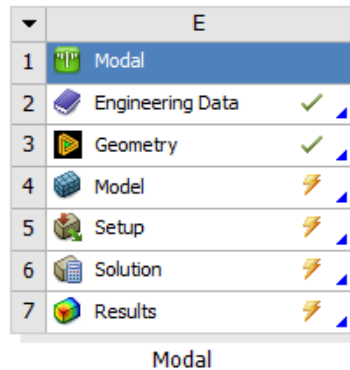 E
1 Modal
2 Engineering Data
3 Geometry
4 Model
5 Setup
6 Solution
7 Results
Modal